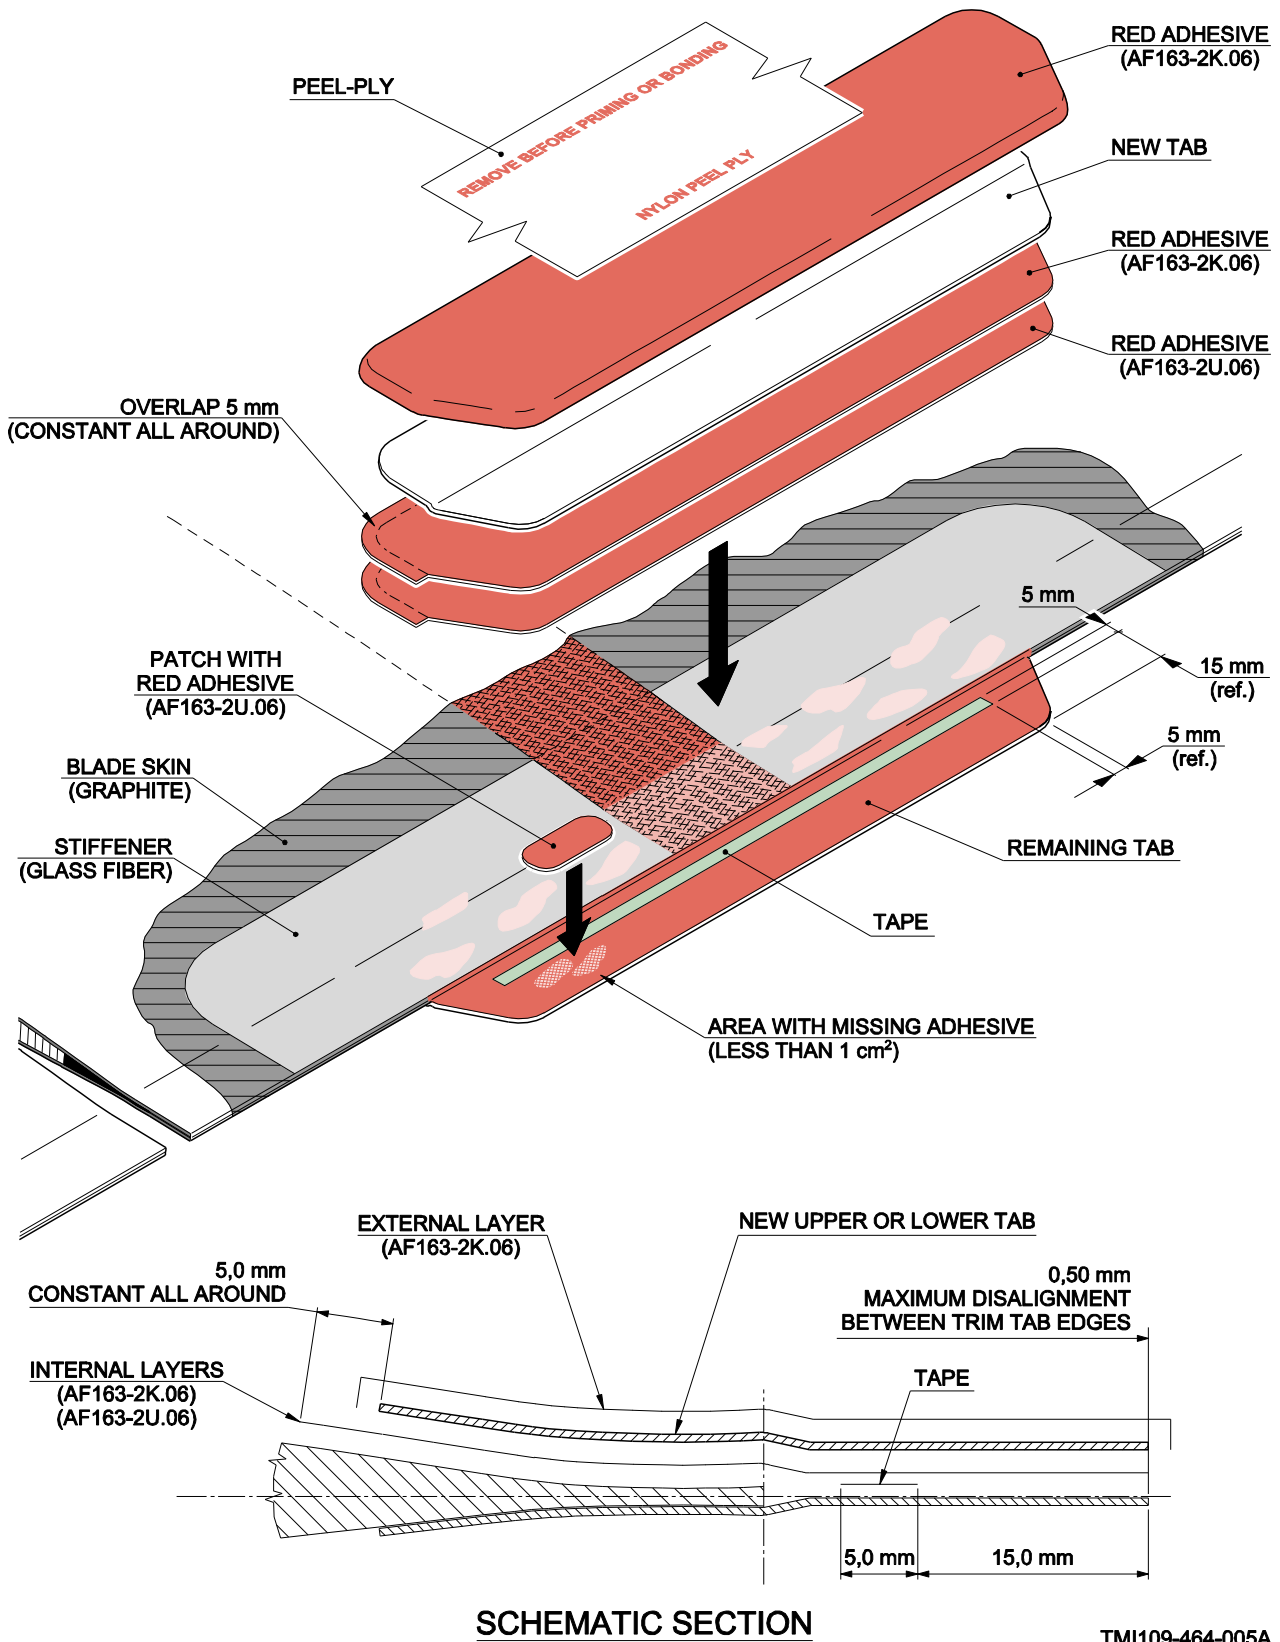 RED ADHESIVE
(AF163-2K.06)
PEEL-PLY
REMOVE BEFORE PRIMING OR BONDING
NYLON PEEL PLY
NEW TAB
RED ADHESIVE
(AF163-2K.06)
RED ADHESIVE
(AF163-2U.06)
OVERLAP 5 mm
(CONSTANT ALL AROUND)
5 mm
15 mm
(ref.)
5 mm
(ref.)
PATCH WITH
RED ADHESIVE
(AF163-2U.06)
BLADE SKIN
(GRAPHITE)
STIFFENER
(GLASS FIBER)
REMAINING TAB
TAPE
AREA WITH MISSING ADHESIVE
(LESS THAN 1 cm²)
EXTERNAL LAYER
(AF163-2K.06)
NEW UPPER OR LOWER TAB
5,0 mm
CONSTANT ALL AROUND
0,50 mm
MAXIMUM DISALIGNMENT
BETWEEN TRIM TAB EDGES
INTERNAL LAYERS
(AF163-2K.06)
(AF163-2U.06)
TAPE
5,0 mm
15,0 mm
SCHEMATIC SECTION
TMI109-464-005A